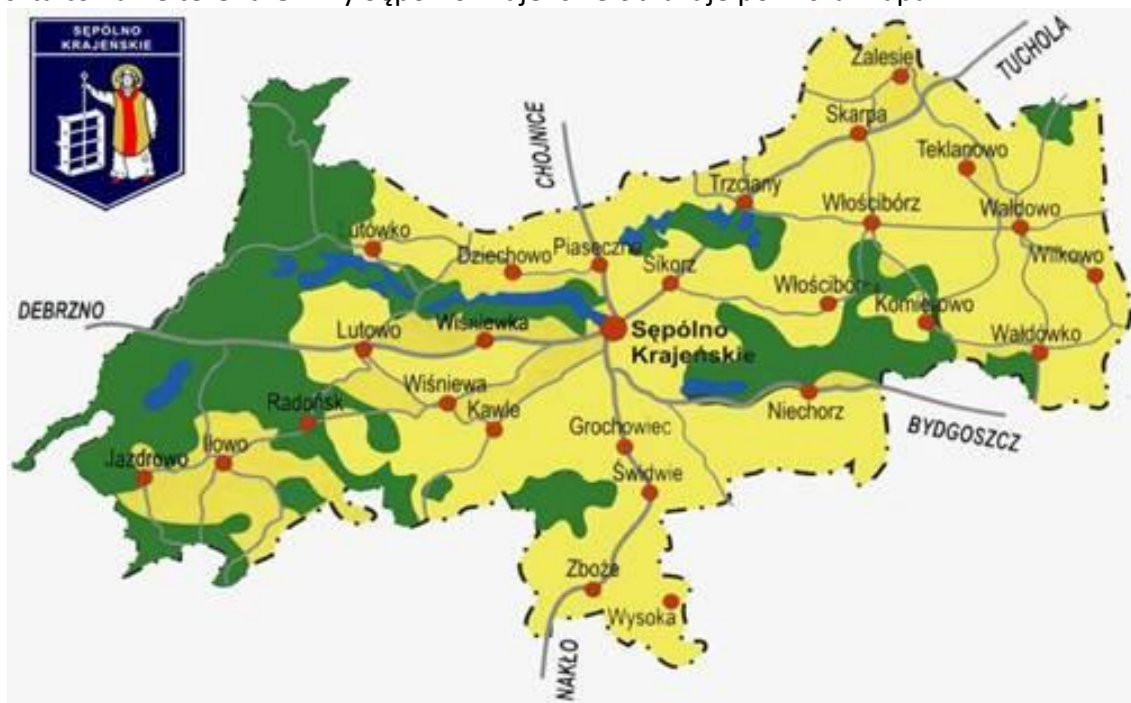 SĘPÓLNO
KRAJEŃSKIE
TUCHOLA
CHOJNICE
Zalesie
Skarpa
Teklanowo
Trzciany
Włościbórz
Wałdowo
Lutówko
Dziechowo
Piaseczno
Sikorz
Wilkowo
Komierowo
DEBRZNO
Lutowo
Wiśniewka
Sępólno
Krajeńskie
Wałdówko
Wiśniewa
Radońsk
Kawle
Niechorz
BYDGOSZCZ
Grochowiec
Iłowo
Jazdrowo
Świdwie
Zboże
Wysoka
NAKŁO